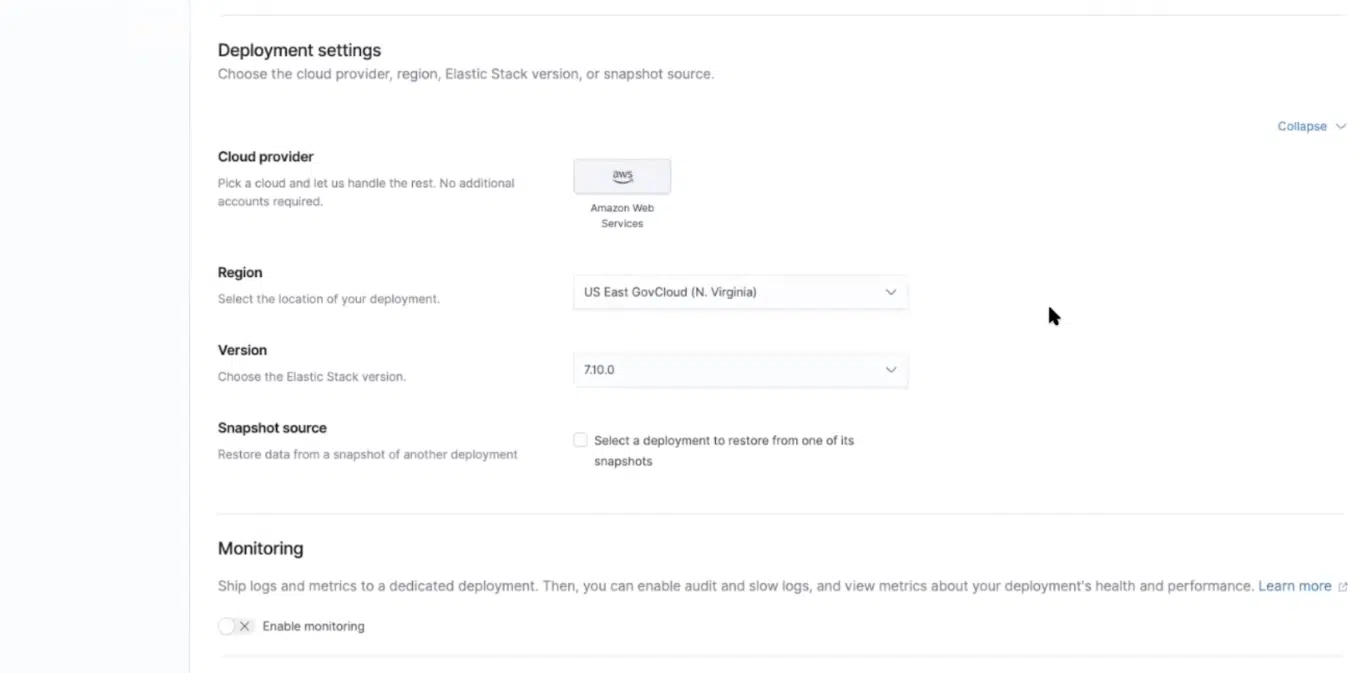 Deployment settings
Choose the cloud provider, region, Elastic Stack version, or snapshot source.
Collapse
Cloud provider
Pick a cloud and let us handle the rest. No additional
accounts required.
aws
Amazon Web
Services
Region
Select the location of your deployment.
US East GovCloud (N. Virginia)
Version
Choose the Elastic Stack version.
7.10.0
Snapshot source
Restore data from a snapshot of another deployment
Select a deployment to restore from one of its
snapshots
Monitoring
Ship logs and metrics to a dedicated deployment. Then, you can enable audit and slow logs, and view metrics about your deployment's health and performance. Learn more
Enable monitoring